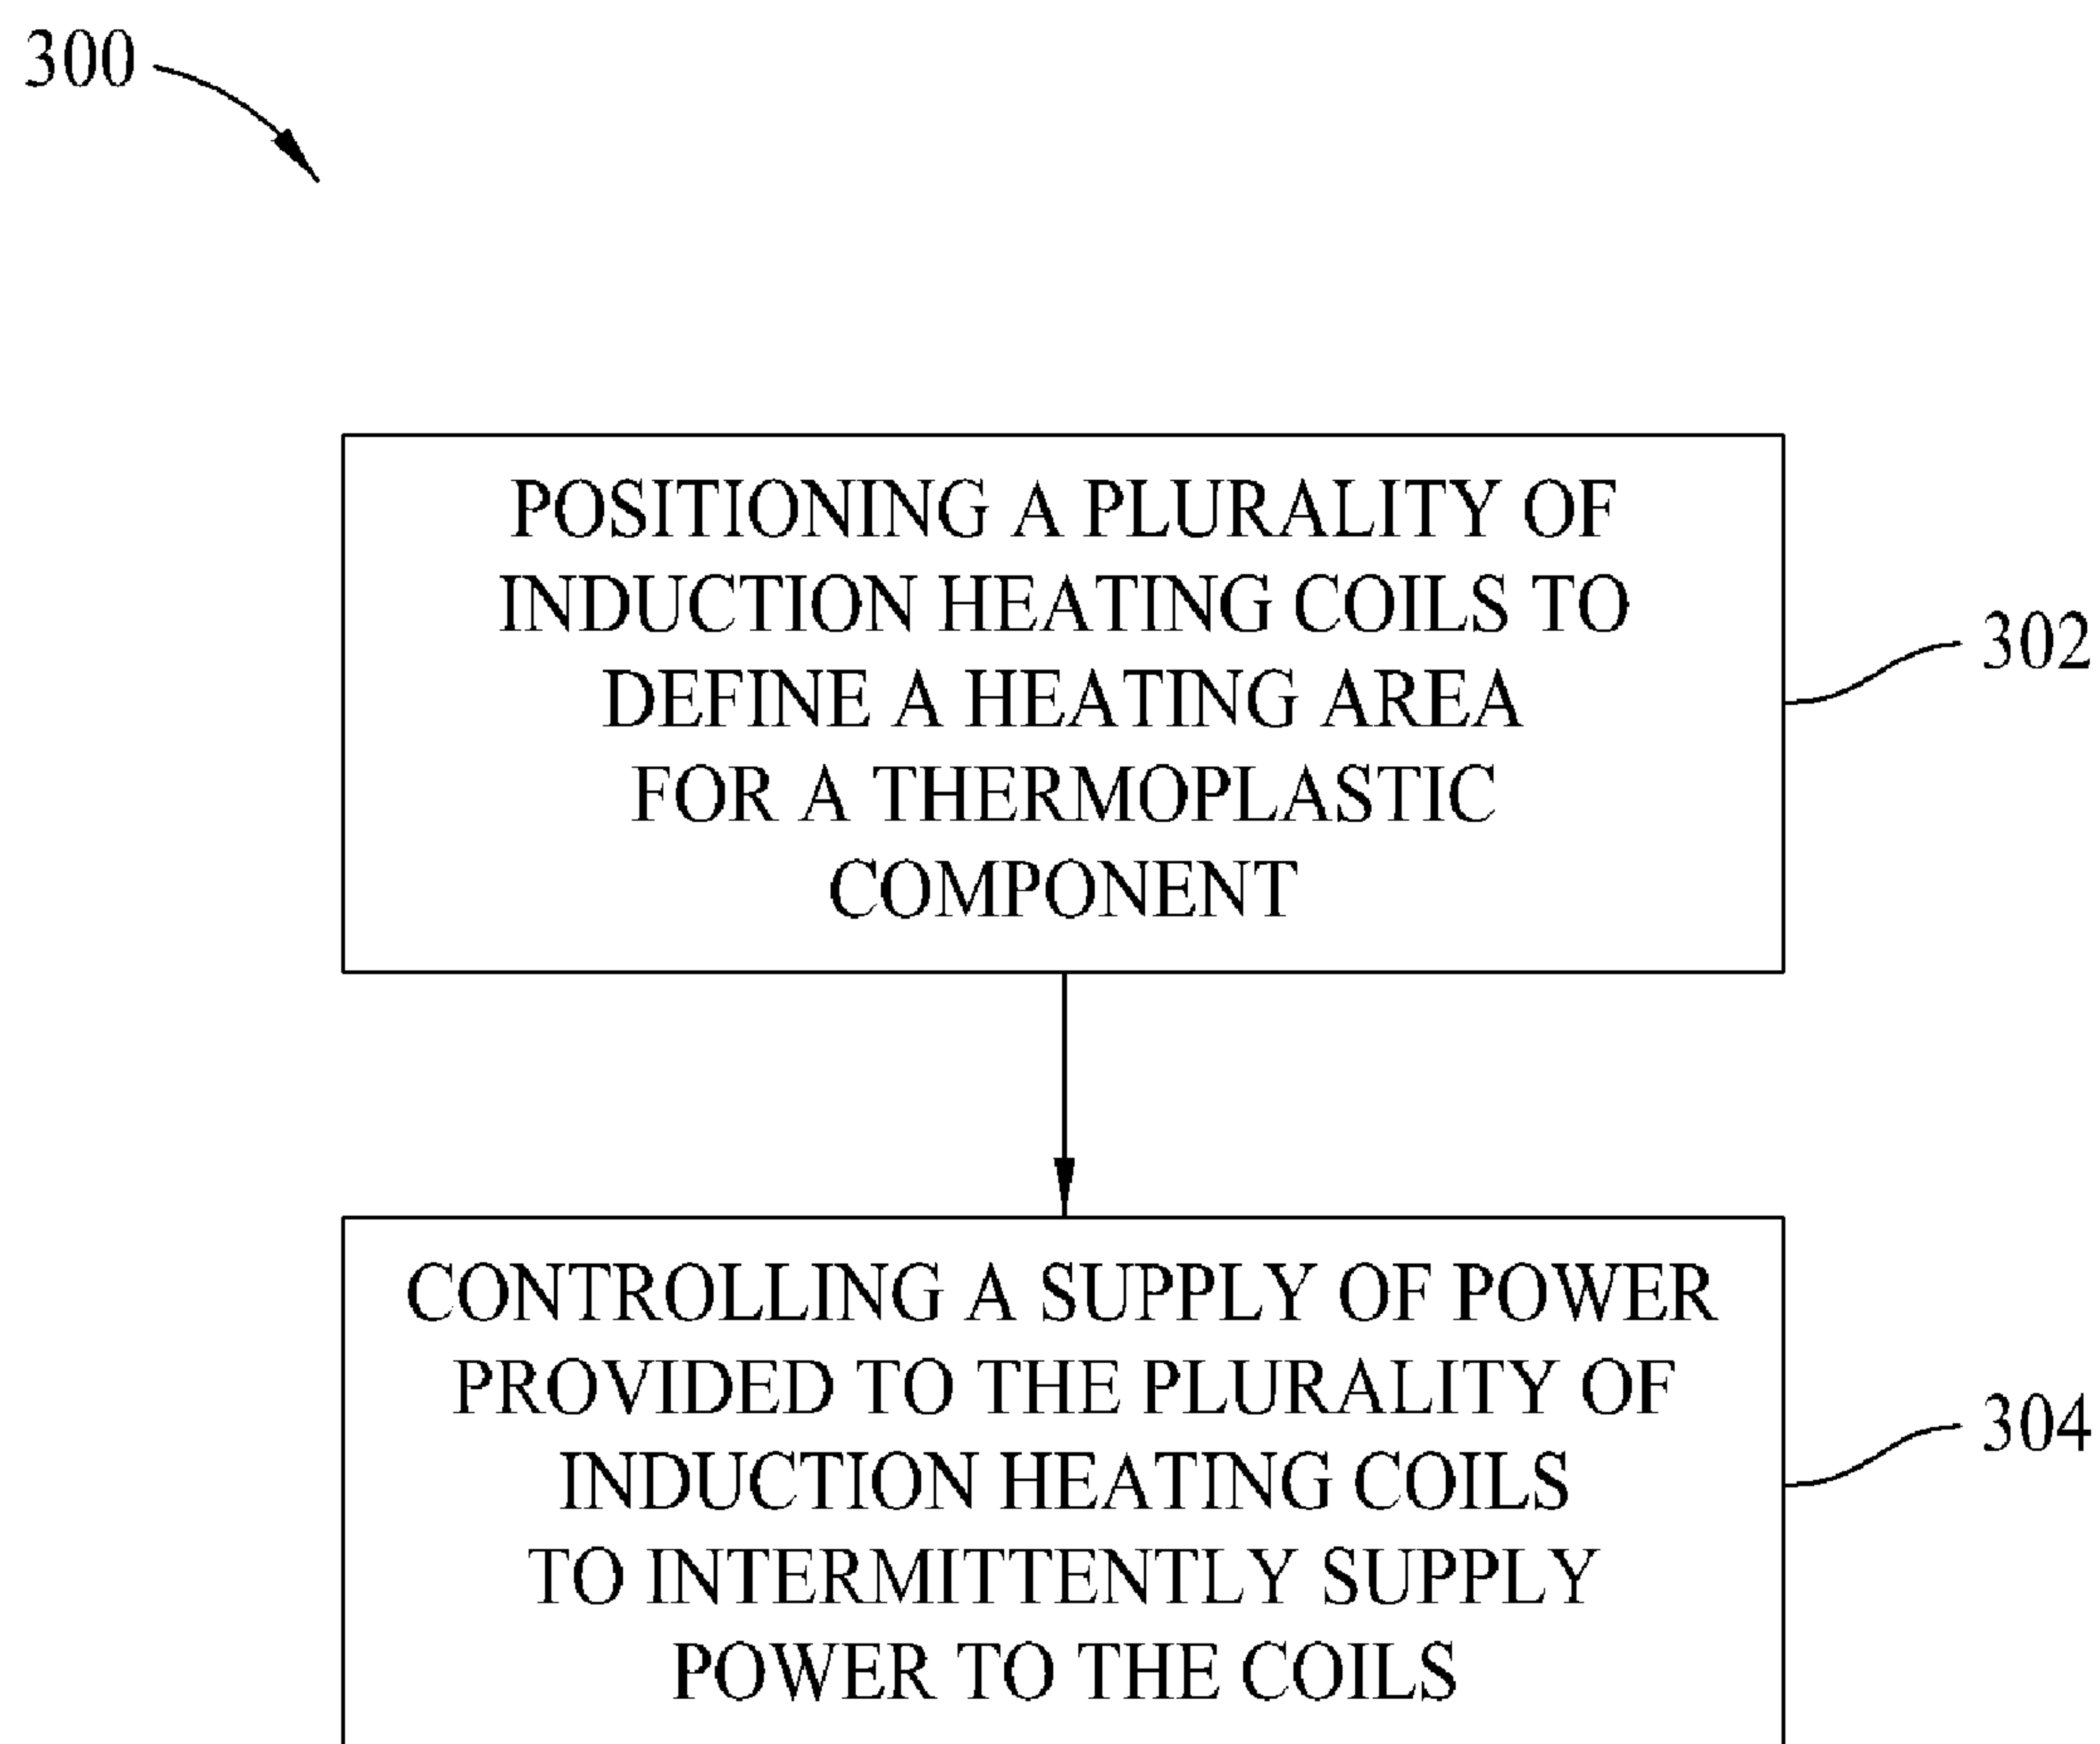 300
POSITIONING A PLURALITY OF
INDUCTION HEATING COILS TO
DEFINE A HEATING AREA
FOR A THERMOPLASTIC
COMPONENT
302
CONTROLLING A SUPPLY OF POWER
PROVIDED TO THE PLURALITY OF
INDUCTION HEATING COILS
TO INTERMITTENTLY SUPPLY
POWER TO THE COILS
304